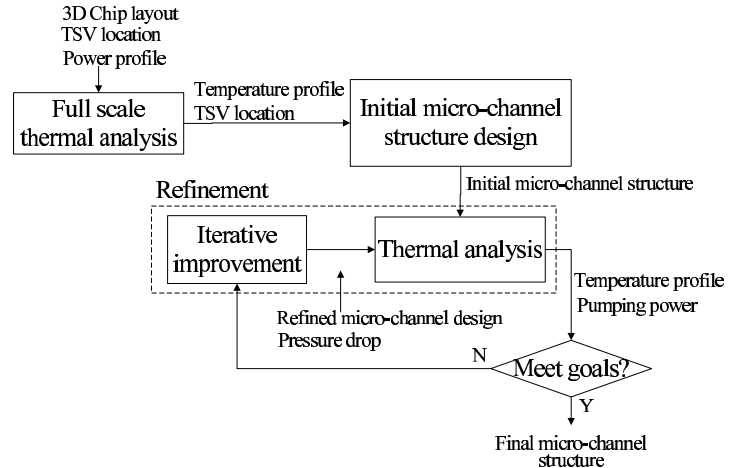 3D Chip layout
TSV location
Power profile
Full scale
thermal analysis
Temperature profile
TSV location
Initial micro-channel
structure design
Initial micro-channel structure
Refinement
Iterative
improvement
Thermal analysis
Temperature profile
Pumping power
Refined micro-channel design
Pressure drop
N
Meet goals?
Y
Final micro-channel
structure